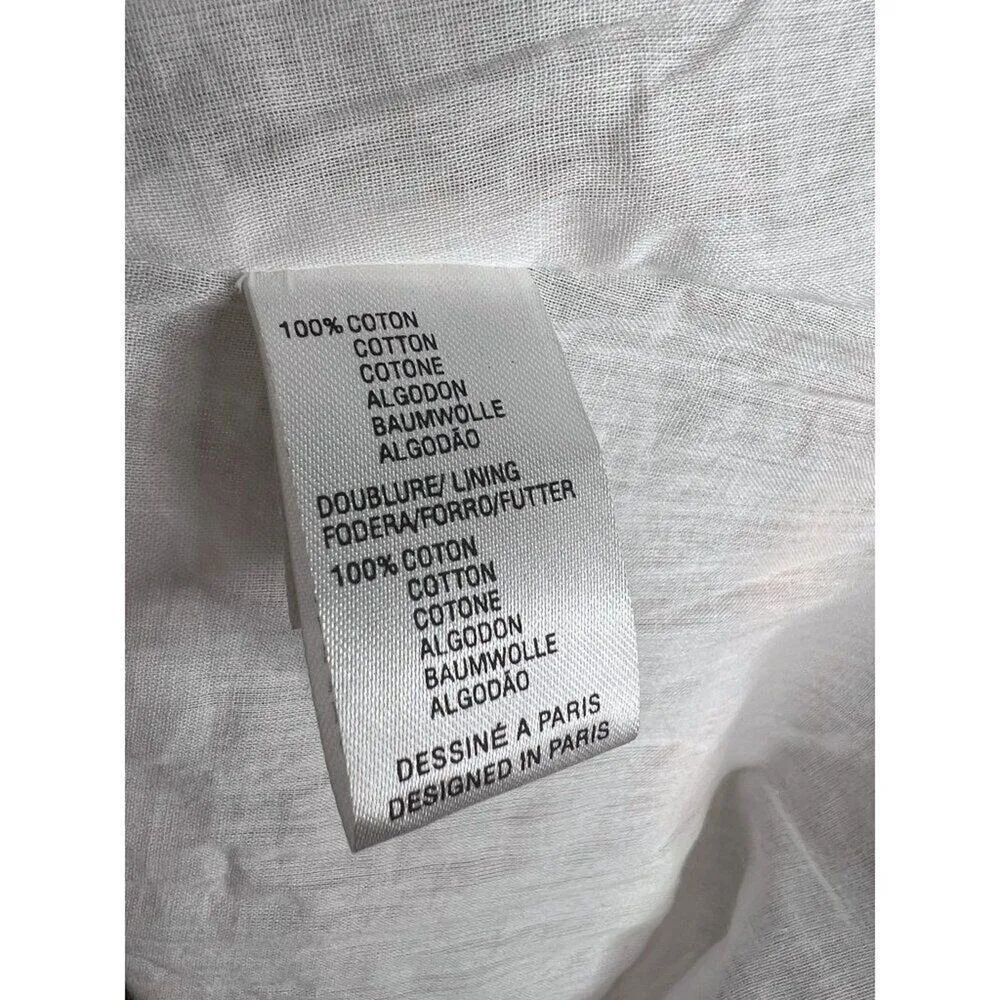 100% COTON
COTTON
COTONE
ALGODON
BAUMWOLLE
ALGODÃO
DOUBLURE/ LINING
FODERA/FORRO/FUTTER
100% COTON
COTTON
COTONE
ALGODON
BAUMWOLLE
ALGODÃO
DESSINÉ A PARIS
DESIGNED IN PARIS